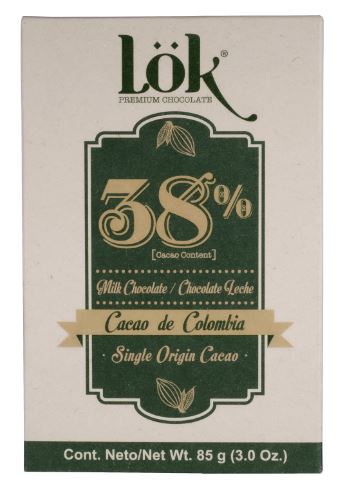 Lök®
PREMIUM CHOCOLATE
38%
[Cacao Content]
Milk Chocolate / Chocolate Leche
Cacao de Colombia
· Single Origin Cacao ·
Cont. Neto/Net Wt. 85 g (3.0 Oz.)